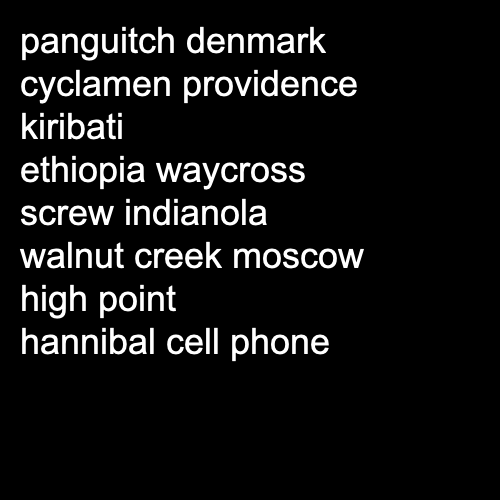 panguitch denmark
cyclamen providence
kiribati
ethiopia waycross
screw indianola
walnut creek moscow
high point
hannibal cell phone